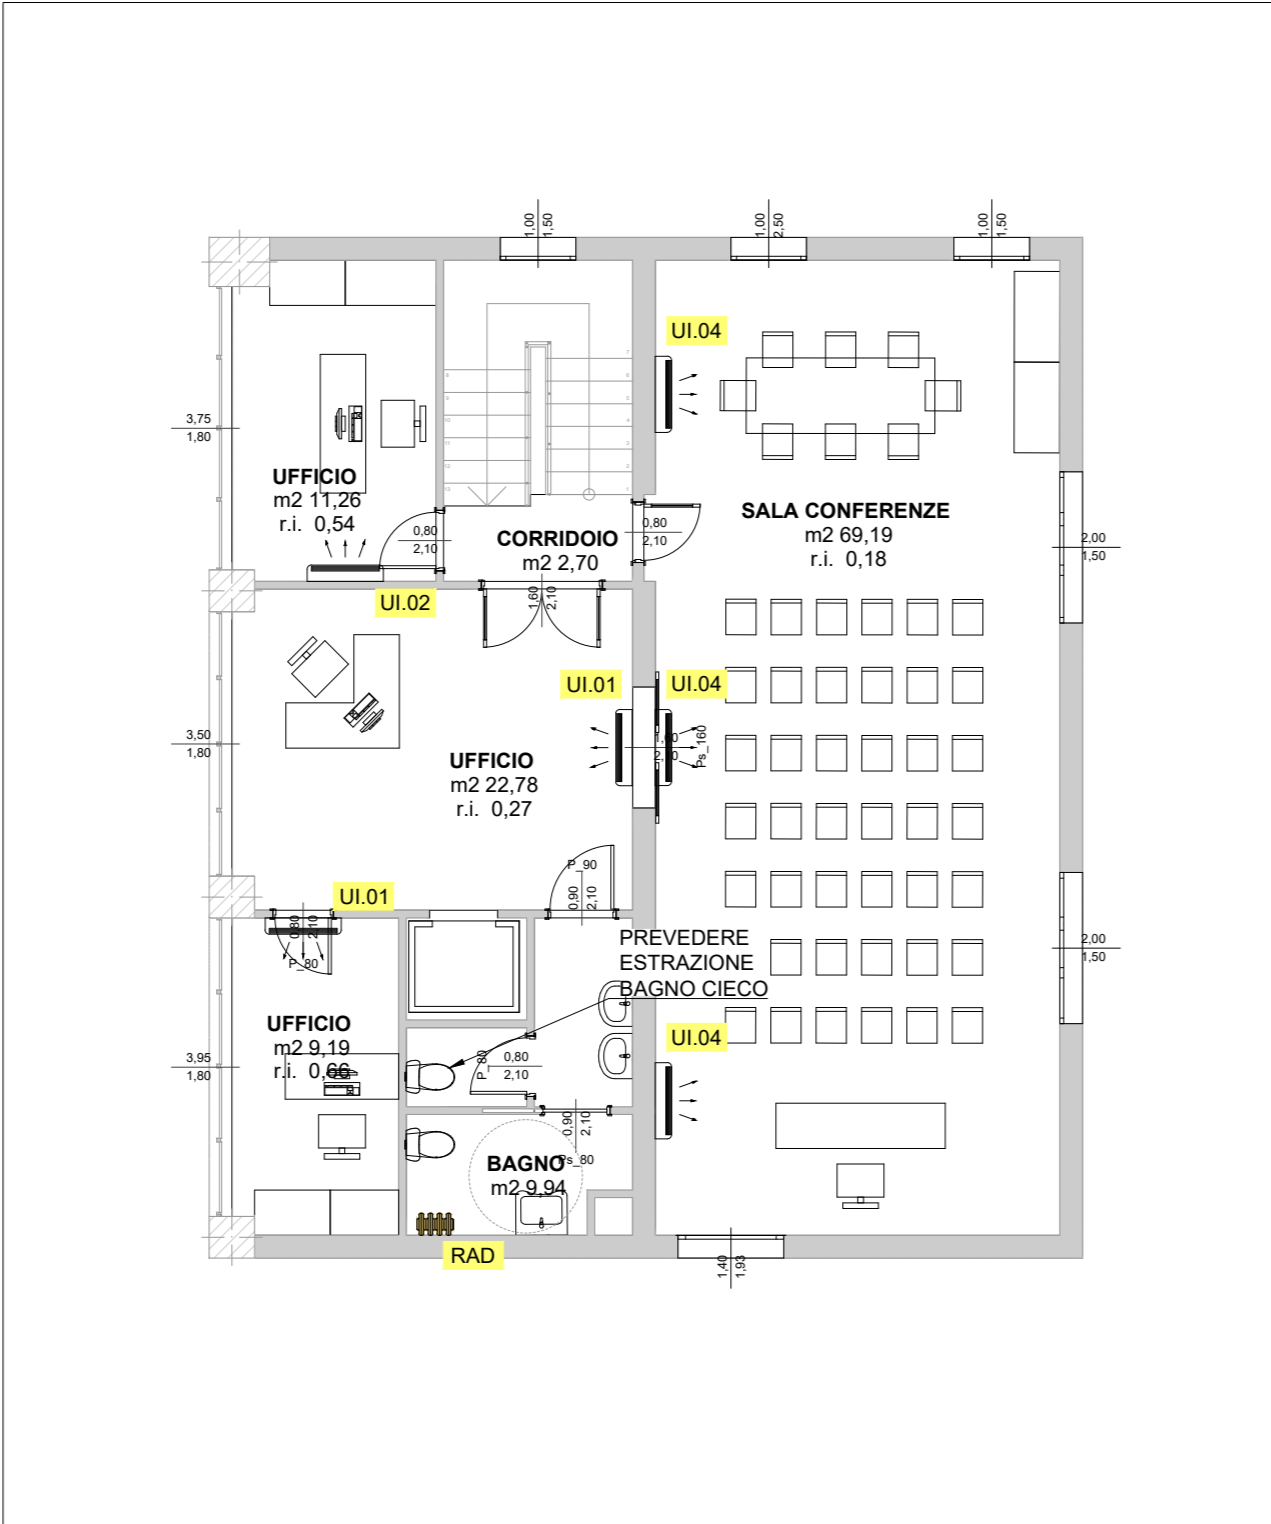 1,00
1,50
1,00
2,50
1,00
1,50
UI.04
3,75
1,80
UFFICIO
m2 11,26
r.i. 0,54
0,80
2,10
CORRIDOIO
m2 2,70
0,80
2,10
SALA CONFERENZE
m2 69,19
r.i. 0,18
2,00
1,50
UI.02
1,60
2,10
UI.01
UI.04
3,50
1,80
UFFICIO
m2 22,78
r.i. 0,27
Ps_160
P_90
0,90
2,10
UI.01
0,80
2,10
P_80
PREVEDERE
ESTRAZIONE
BAGNO CIECO
2,00
1,50
UFFICIO
m2 9,19
r.i. 0,66
3,95
1,80
P_80
0,80
2,10
UI.04
0,90
2,10
Ps_80
BAGNO
m2 9,94
RAD
1,40
1,93